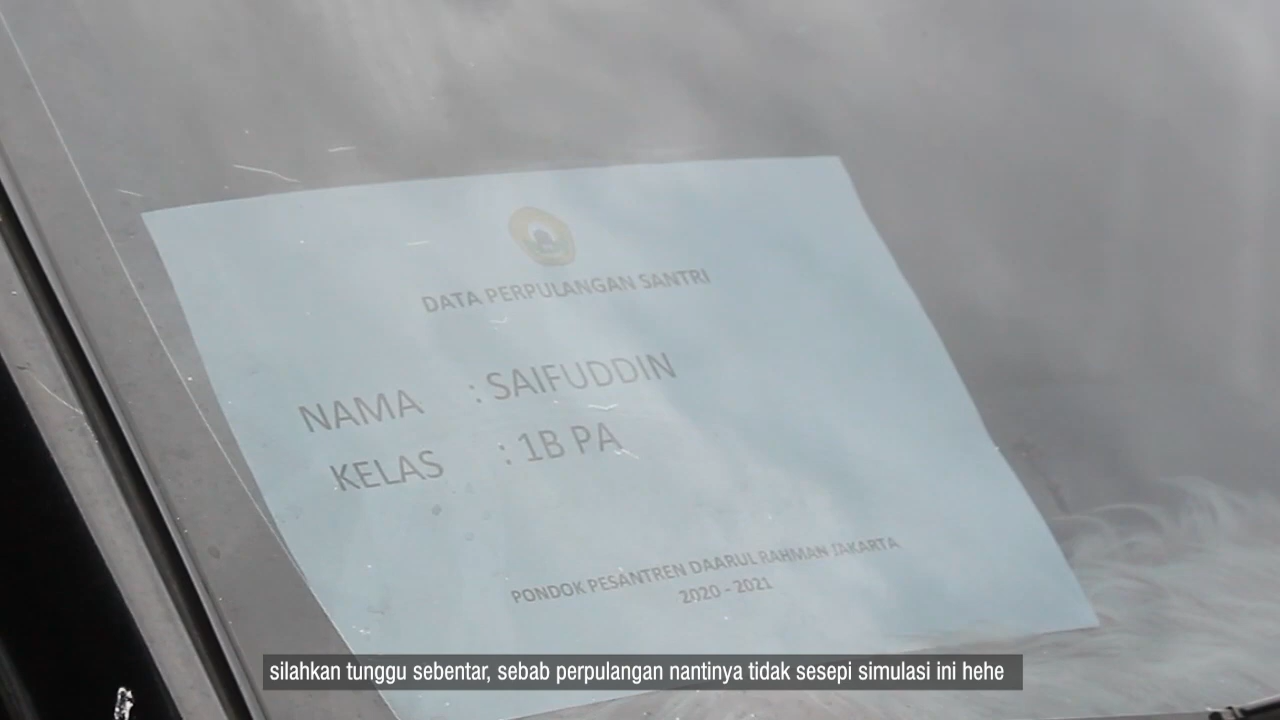 DATA PERPULANGAN SANTRI
NAMA : SAIFUDDIN
KELAS : 1B PA
PONDOK PESANTREN DAARUL RAHMAN JAKARTA
2020 - 2021
silahkan tunggu sebentar, sebab perpulangan nantinya tidak sesepi simulasi ini hehe